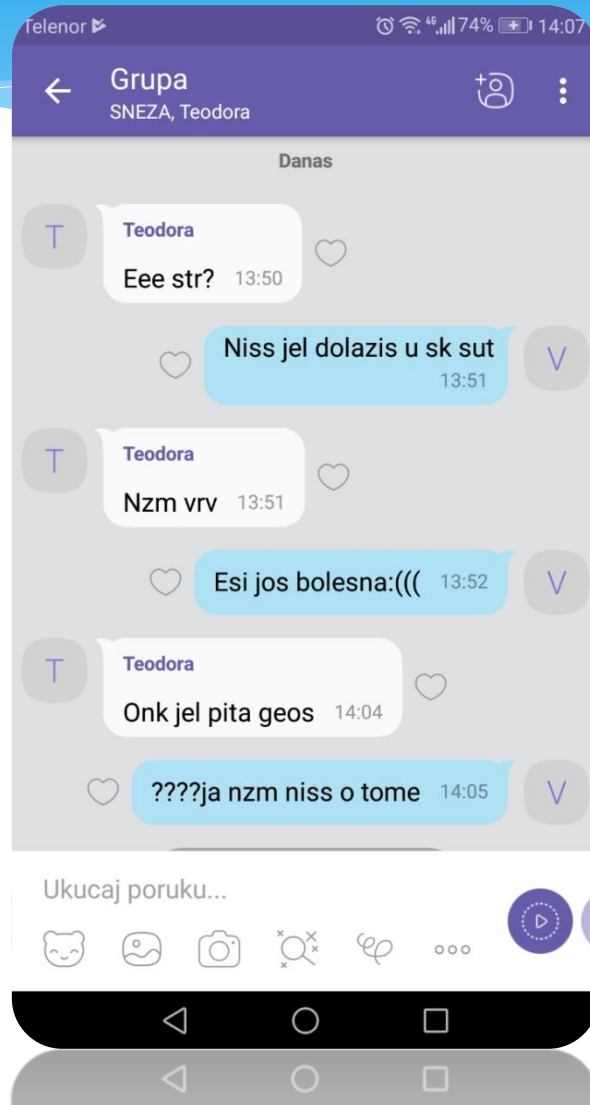 Telenor
4G 74% 14:07
Grupa
SNEZA, Teodora
Danas
T
Teodora
Eee str? 13:50
Niss jel dolazis u sk sut
13:51
V
T
Teodora
Nzm vrv 13:51
Esi jos bolesna:((( 13:52
V
T
Teodora
Onk jel pita geos 14:04
????ja nzm niss o tome 14:05
V
Ukucaj poruku...